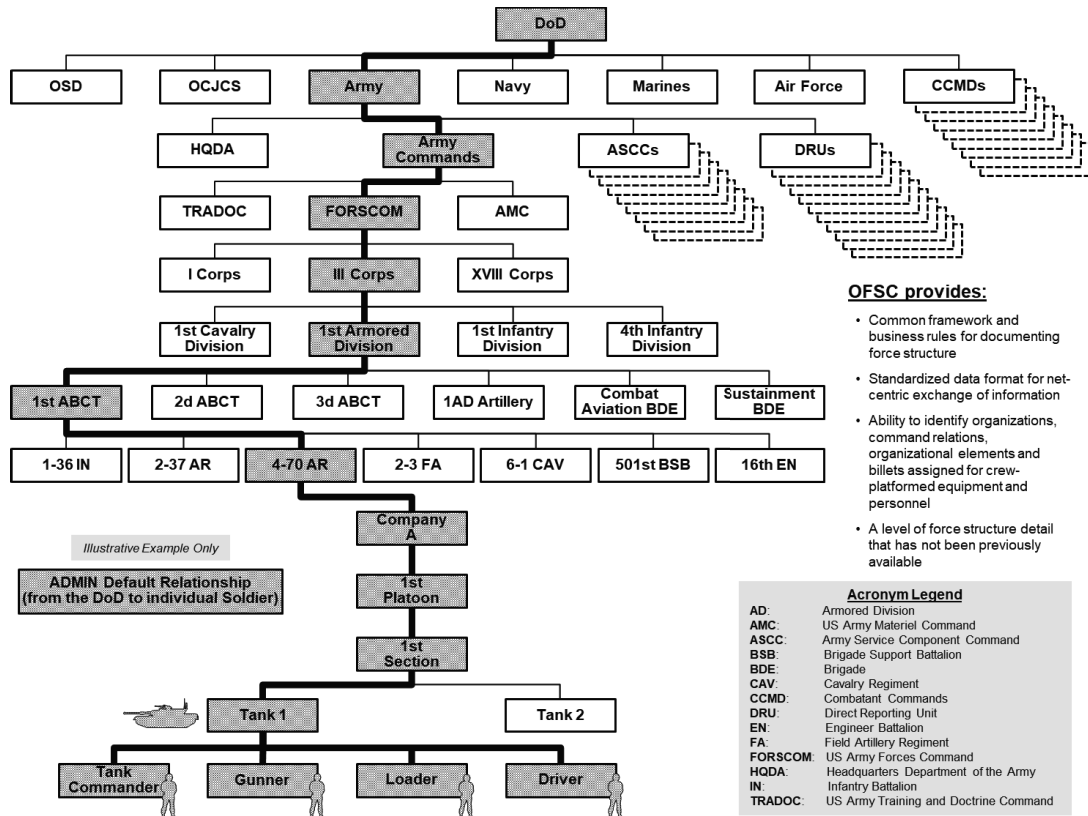 DoD
OSD
OCJCS
Army
Navy
Marines
Air Force
CCMDs
HQDA
Army
Commands
ASCCs
DRUs
TRADOC
FORSCOM
AMC
I Corps
III Corps
XVIII Corps
1st Cavalry
Division
1st Armored
Division
1st Infantry
Division
4th Infantry
Division
1st ABCT
2d ABCT
3d ABCT
1AD Artillery
Combat
Aviation BDE
Sustainment
BDE
1-36 IN
2-37 AR
4-70 AR
2-3 FA
6-1 CAV
501st BSB
16th EN
Company
A
1st
Platoon
1st
Section
Tank 1
Tank 2
Tank
Commander
Gunner
Loader
Driver
Illustrative Example Only
ADMIN Default Relationship
(from the DoD to individual Soldier)
OFSC provides:
• Common framework and
business rules for documenting
force structure
• Standardized data format for net-
centric exchange of information
• Ability to identify organizations,
command relations,
organizational elements and
billets assigned for crew-
platformed equipment and
personnel
• A level of force structure detail
that has not been previously
available
Acronym Legend
AD: Armored Division
AMC: US Army Materiel Command
ASCC: Army Service Component Command
BSB: Brigade Support Battalion
BDE: Brigade
CAV: Cavalry Regiment
CCMD: Combatant Commands
DRU: Direct Reporting Unit
EN: Engineer Battalion
FA: Field Artillery Regiment
FORSCOM: US Army Forces Command
HQDA: Headquarters Department of the Army
IN: Infantry Battalion
TRADOC: US Army Training and Doctrine Command